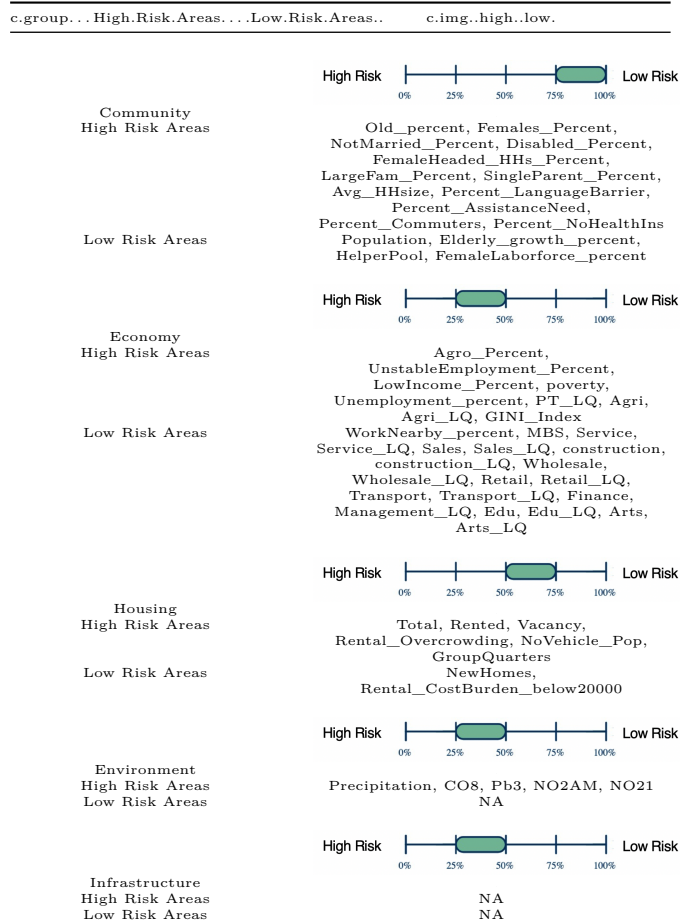 c.group...High.Risk.Areas....Low.Risk.Areas.. c.img..high..low.
High Risk Low Risk
0% 25% 50% 75% 100%
Community
High Risk Areas Old_percent, Females_Percent,
NotMarried_Percent, Disabled_Percent,
FemaleHeaded_HHs_Percent,
LargeFam_Percent, SingleParent_Percent,
Avg_HHsize, Percent_LanguageBarrier,
Percent_AssistanceNeed,
Percent_Commuters, Percent_NoHealthIns
Low Risk Areas Population, Elderly_growth_percent,
HelperPool, FemaleLaborforce_percent
High Risk Low Risk
0% 25% 50% 75% 100%
Economy
High Risk Areas Agro_Percent,
UnstableEmployment_Percent,
LowIncome_Percent, poverty,
Unemployment_percent, PT_LQ, Agri,
Agri_LQ, GINI_Index
Low Risk Areas WorkNearby_percent, MBS, Service,
Service_LQ, Sales, Sales_LQ, construction,
construction_LQ, Wholesale,
Wholesale_LQ, Retail, Retail_LQ,
Transport, Transport_LQ, Finance,
Management_LQ, Edu, Edu_LQ, Arts,
Arts_LQ
High Risk Low Risk
0% 25% 50% 75% 100%
Housing
High Risk Areas Total, Rented, Vacancy,
Rental_Overcrowding, NoVehicle_Pop,
GroupQuarters
Low Risk Areas NewHomes,
Rental_CostBurden_below20000
High Risk Low Risk
0% 25% 50% 75% 100%
Environment
High Risk Areas Precipitation, CO8, Pb3, NO2AM, NO21
Low Risk Areas NA
High Risk Low Risk
0% 25% 50% 75% 100%
Infrastructure
High Risk Areas NA
Low Risk Areas NA